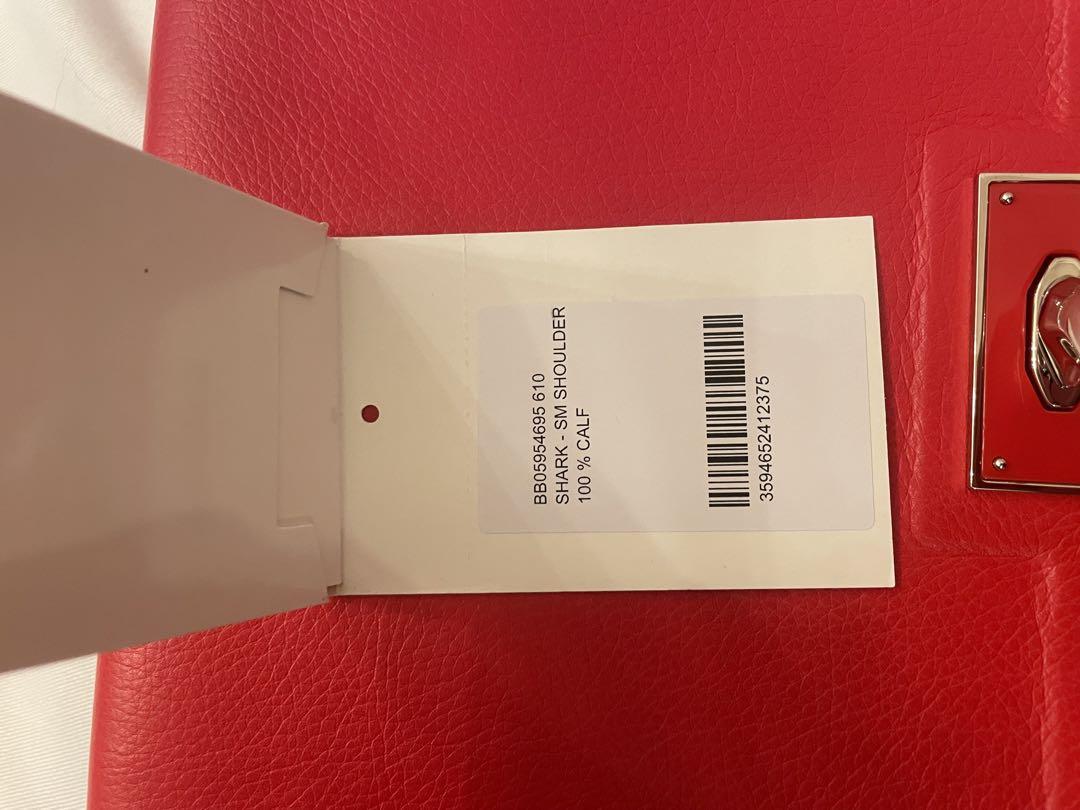 BB05954695 610
SHARK - SM SHOULDER
100 % CALF
3594652412375